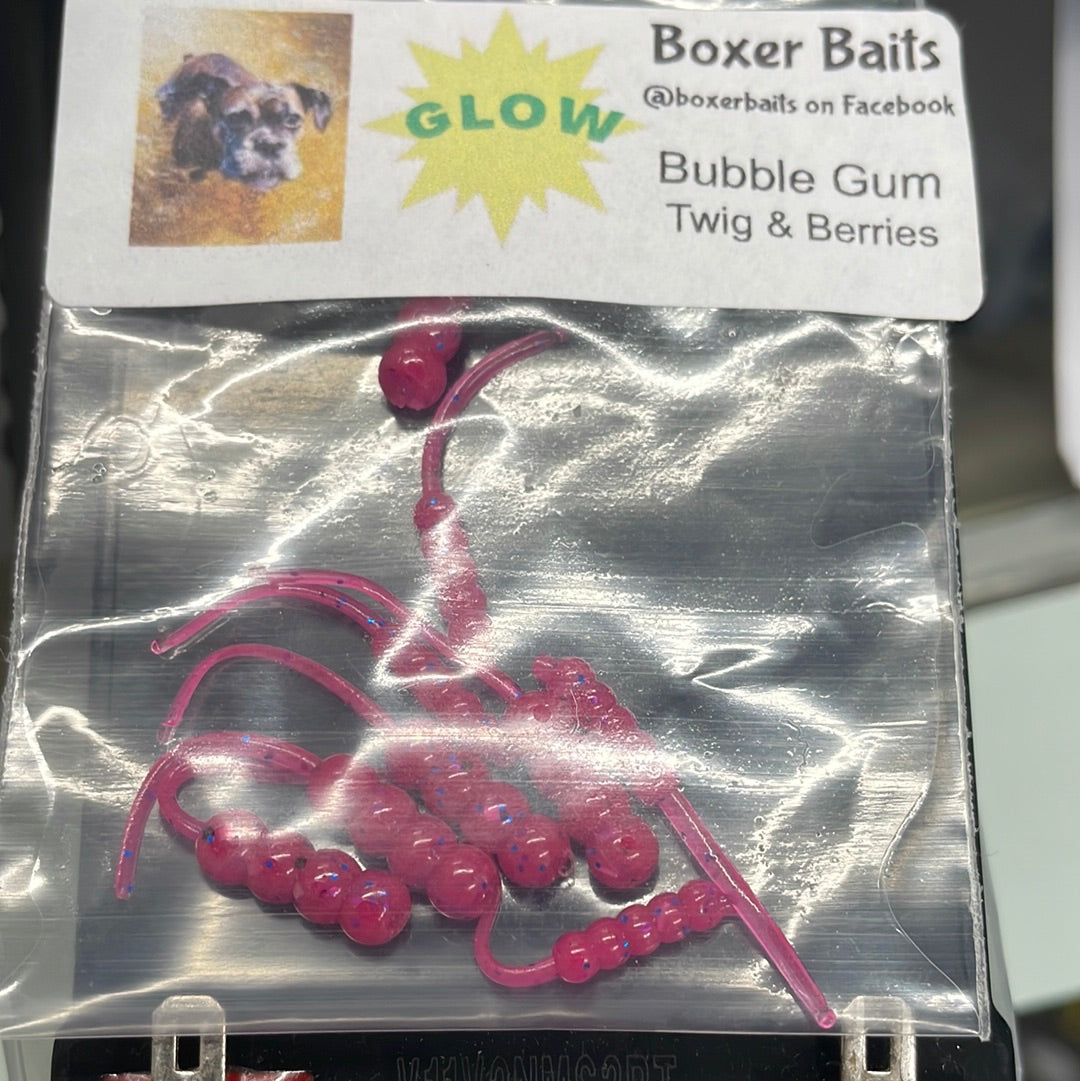 GLOW
Boxer Baits
@boxerbaits on Facebook
Bubble Gum
Twig & Berries